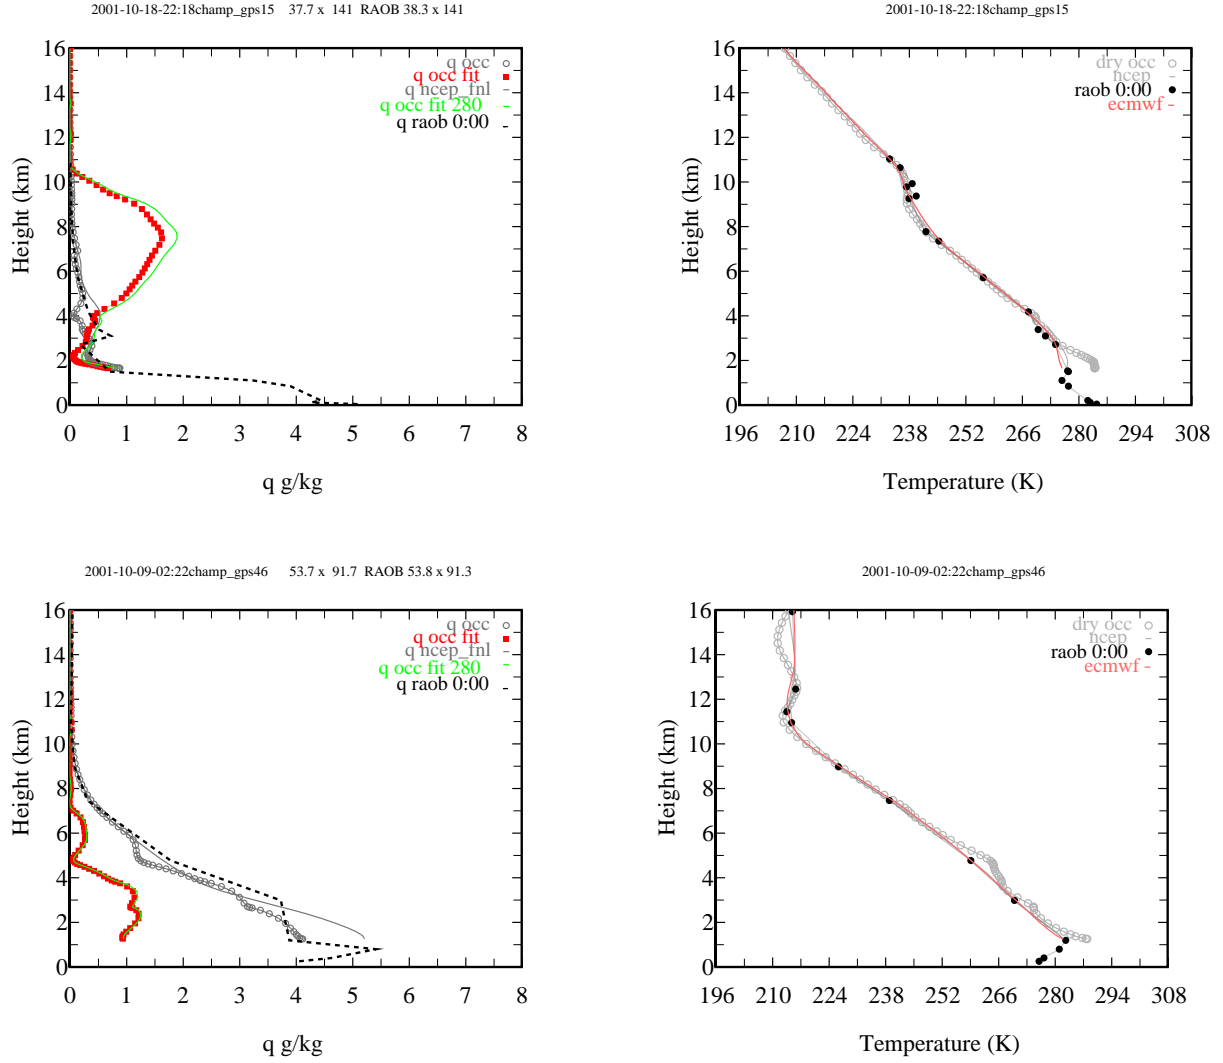 2001-10-18-22:18champ_gps15 37.7 x 141 RAOB 38.3 x 141
16
14
12
10
8
6
4
2
0
Height (km)
q occ
q occ fit
q ncep_fnl
q occ fit 280
q raob 0:00
0 1 2 3 4 5 6 7 8
q g/kg
2001-10-18-22:18champ_gps15
16
14
12
10
8
6
4
2
0
Height (km)
dry occ
ncep
raob 0:00
ecmwf
196 210 224 238 252 266 280 294 308
Temperature (K)
2001-10-09-02:22champ_gps46 53.7 x 91.7 RAOB 53.8 x 91.3
16
14
12
10
8
6
4
2
0
Height (km)
q occ
q occ fit
q ncep_fnl
q occ fit 280
q raob 0:00
0 1 2 3 4 5 6 7 8
q g/kg
2001-10-09-02:22champ_gps46
16
14
12
10
8
6
4
2
0
Height (km)
dry occ
ncep
raob 0:00
ecmwf
196 210 224 238 252 266 280 294 308
Temperature (K)